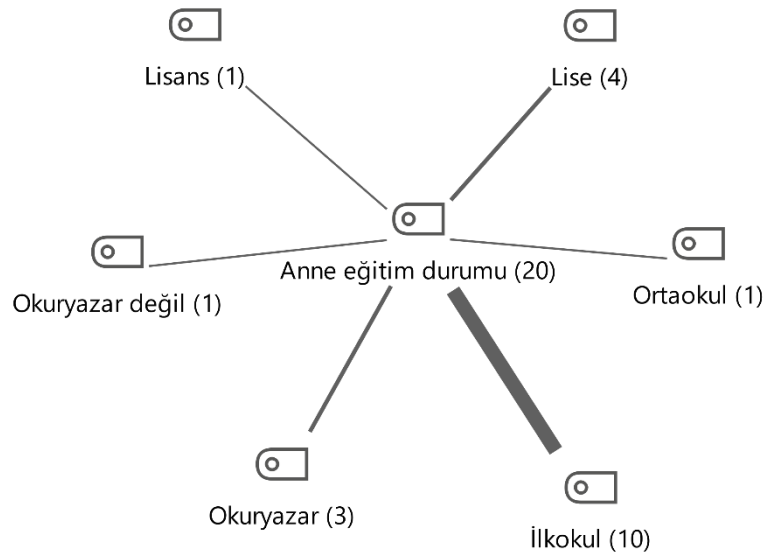 Lisans (1)
Lise (4)
Anne eğitim durumu (20)
Okuryazar değil (1)
Ortaokul (1)
Okuryazar (3)
İlkokul (10)